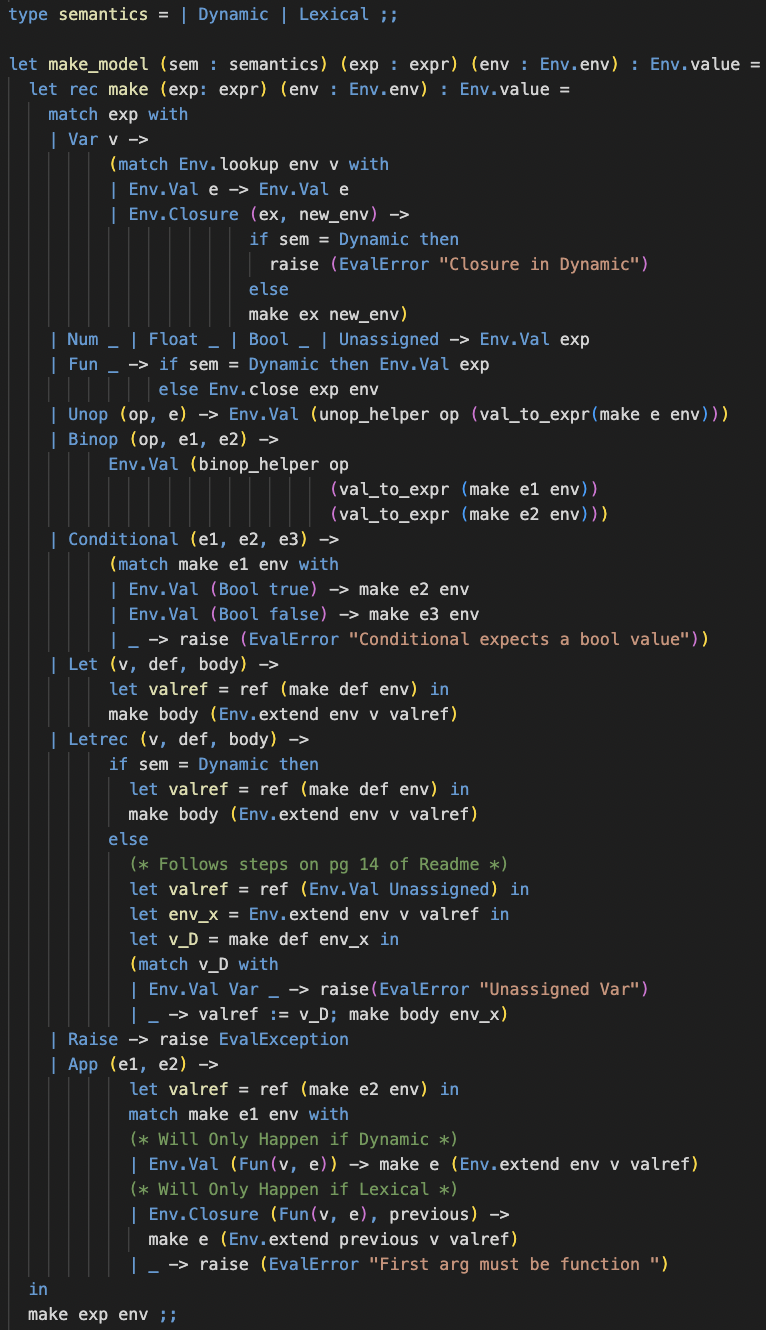 type semantics = | Dynamic | Lexical ;;

let make_model (sem : semantics) (exp : expr) (env : Env.env) : Env.value =
  let rec make (exp: expr) (env : Env.env) : Env.value =
    match exp with
    | Var v ->
          (match Env.lookup env v with
          | Env.Val e -> Env.Val e
          | Env.Closure (ex, new_env) ->
                        if sem = Dynamic then
                          raise (EvalError "Closure in Dynamic")
                        else
                        make ex new_env)
    | Num _ | Float _ | Bool _ | Unassigned -> Env.Val exp
    | Fun _ -> if sem = Dynamic then Env.Val exp
               else Env.close exp env
    | Unop (op, e) -> Env.Val (unop_helper op (val_to_expr(make e env)))
    | Binop (op, e1, e2) ->
          Env.Val (binop_helper op
                                (val_to_expr (make e1 env))
                                (val_to_expr (make e2 env)))
    | Conditional (e1, e2, e3) ->
          (match make e1 env with
          | Env.Val (Bool true) -> make e2 env
          | Env.Val (Bool false) -> make e3 env
          | _ -> raise (EvalError "Conditional expects a bool value"))
    | Let (v, def, body) ->
          let valref = ref (make def env) in
          make body (Env.extend env v valref)
    | Letrec (v, def, body) ->
          if sem = Dynamic then
            let valref = ref (make def env) in
            make body (Env.extend env v valref)
          else
            (* Follows steps on pg 14 of Readme *)
            let valref = ref (Env.Val Unassigned) in
            let env_x = Env.extend env v valref in
            let v_D = make def env_x in
            (match v_D with
            | Env.Val Var _ -> raise(EvalError "Unassigned Var")
            | _ -> valref := v_D; make body env_x)
    | Raise -> raise EvalException
    | App (e1, e2) ->
            let valref = ref (make e2 env) in
            match make e1 env with
            (* Will Only Happen if Dynamic *)
            | Env.Val (Fun(v, e)) -> make e (Env.extend env v valref)
            (* Will Only Happen if Lexical *)
            | Env.Closure (Fun(v, e), previous) ->
              make e (Env.extend previous v valref)
            | _ -> raise (EvalError "First arg must be function ")
  in
  make exp env ;;